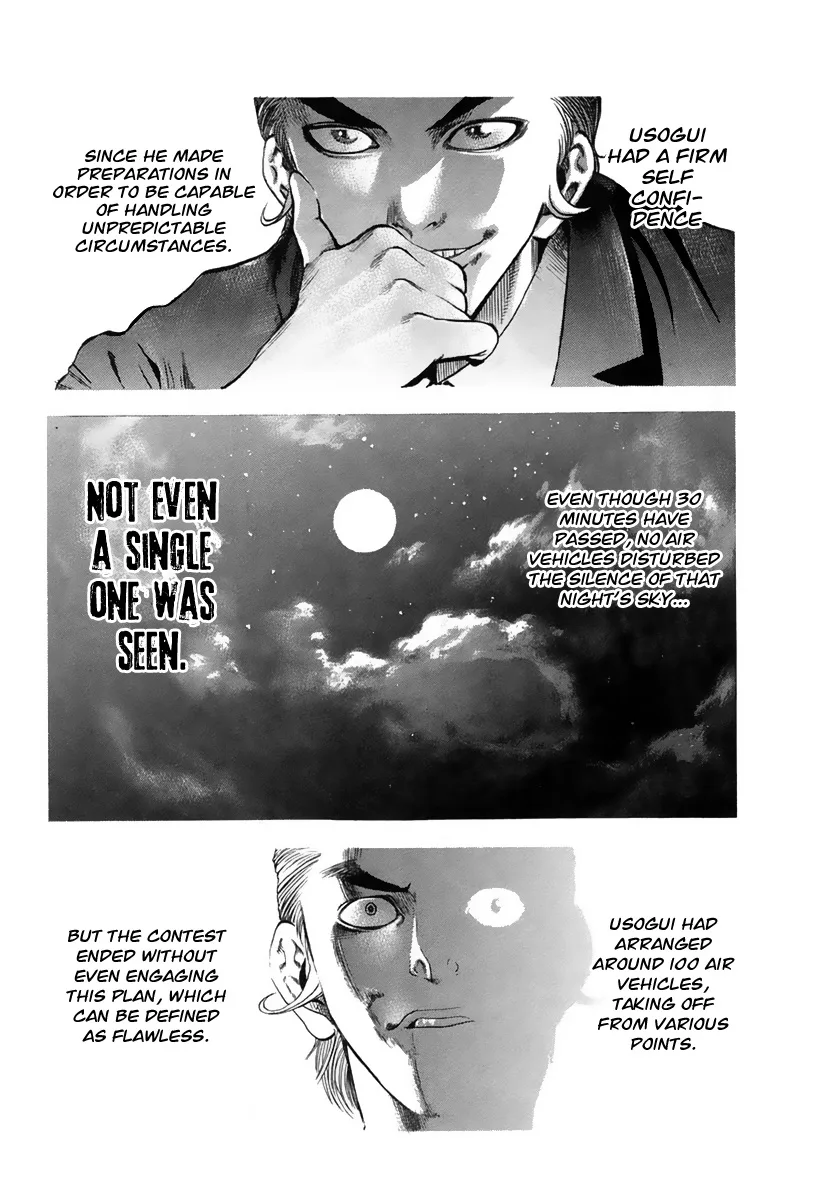 USOGUI
HAD A FIRM
SELF
CONFI-
DENCE
SINCE HE MADE
PREPARATIONS IN
ORDER TO BE CAPABLE
OF HANDLING
UNPREDICTABLE
CIRCUMSTANCES.
EVEN THOUGH 30
MINUTES HAVE
PASSED, NO AIR
VEHICLES DISTURBED
THE SILENCE OF THAT
NIGHT'S SKY...
NOT EVEN
A SINGLE
ONE WAS
SEEN.
USOGUI HAD
ARRANGED
AROUND 100 AIR
VEHICLES,
TAKING OFF
FROM VARIOUS
POINTS.
BUT THE CONTEST
ENDED WITHOUT
EVEN ENGAGING
THIS PLAN, WHICH
CAN BE DEFINED
AS FLAWLESS.